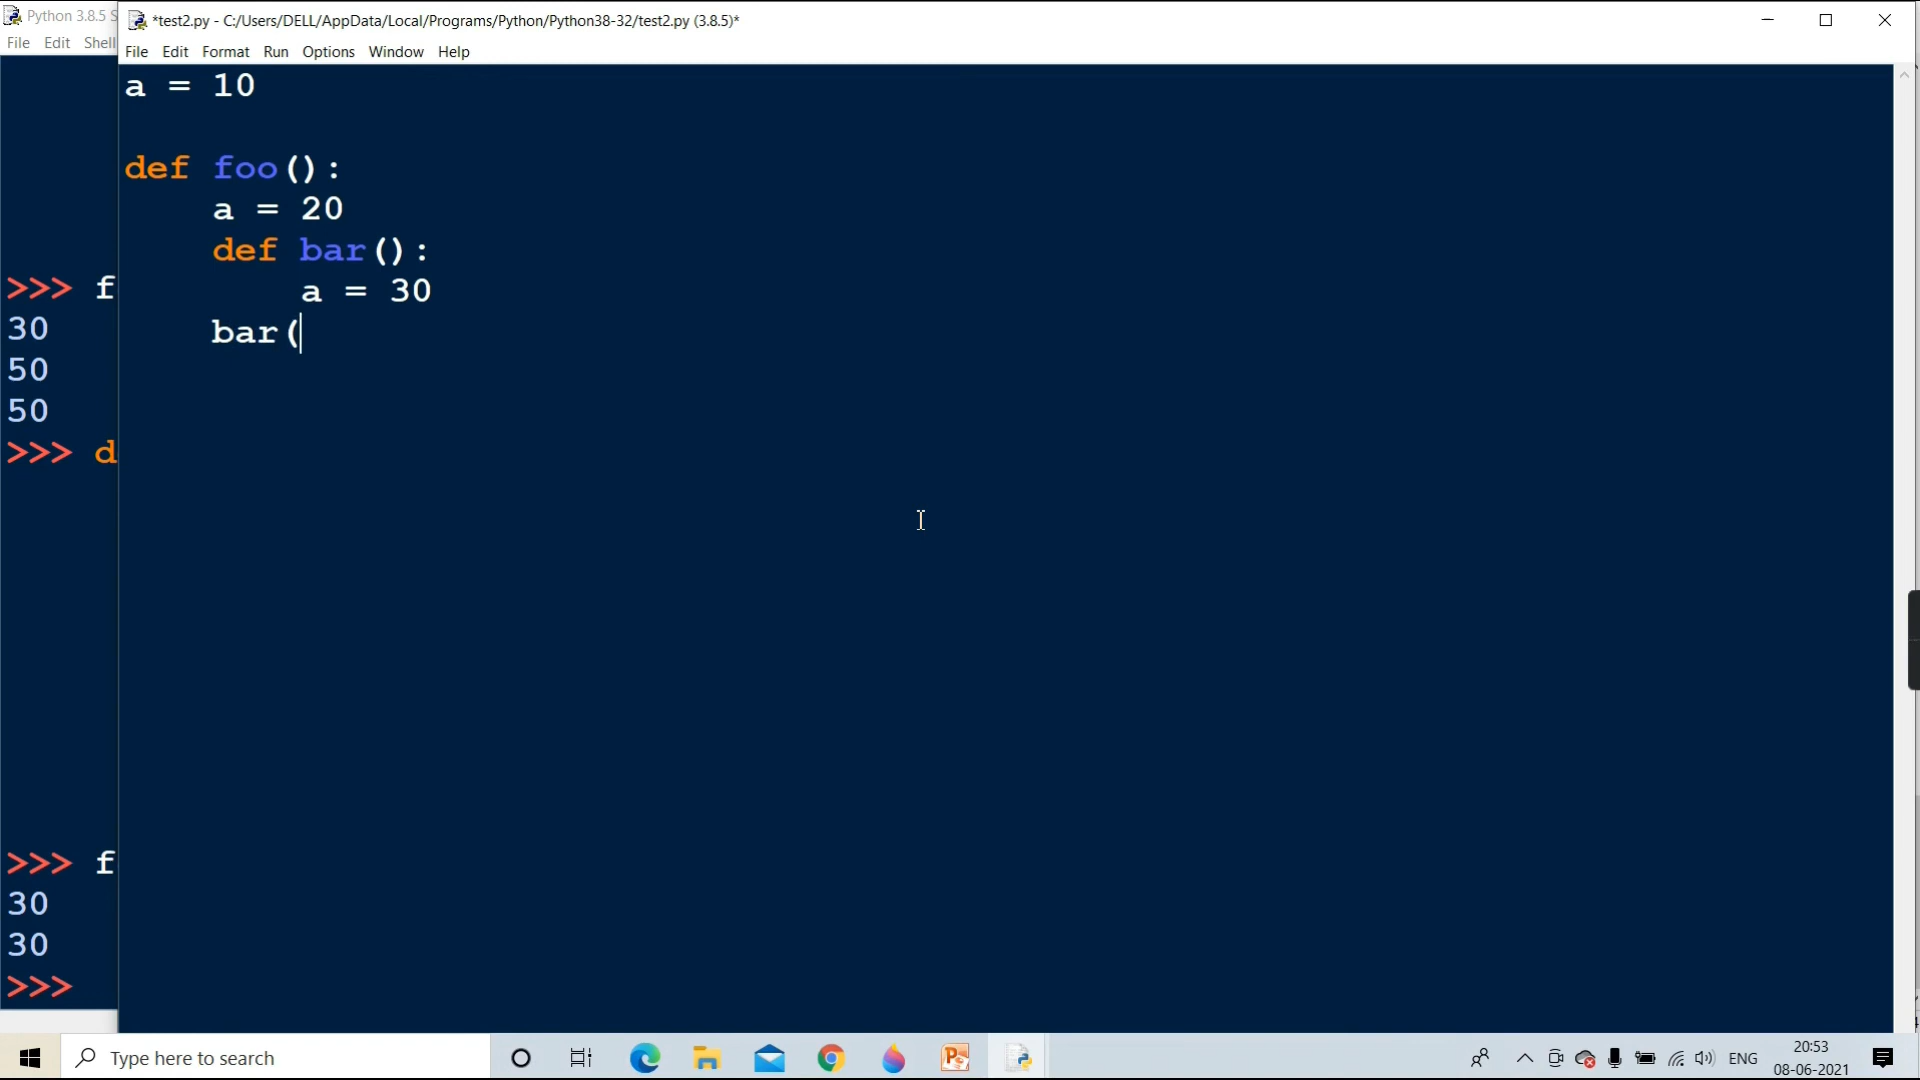 Python 3.8.5 S
File Edit Shell
>>> f
30
50
50
>>> d
>>> f
30
30
>>>
*test2.py - C:/Users/DELL/AppData/Local/Programs/Python/Python38-32/test2.py (3.8.5)*
File Edit Format Run Options Window Help
a = 10
def foo():
    a = 20
    def bar():
        a = 30
    bar(
Type here to search
ENG
20:53
08-06-2021